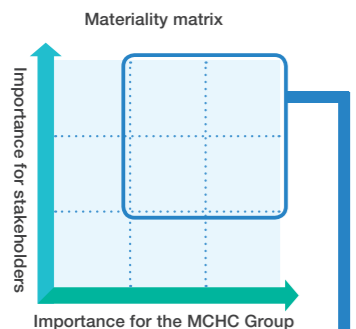 Materiality matrix
Importance for stakeholders
Importance for the MCHC Group